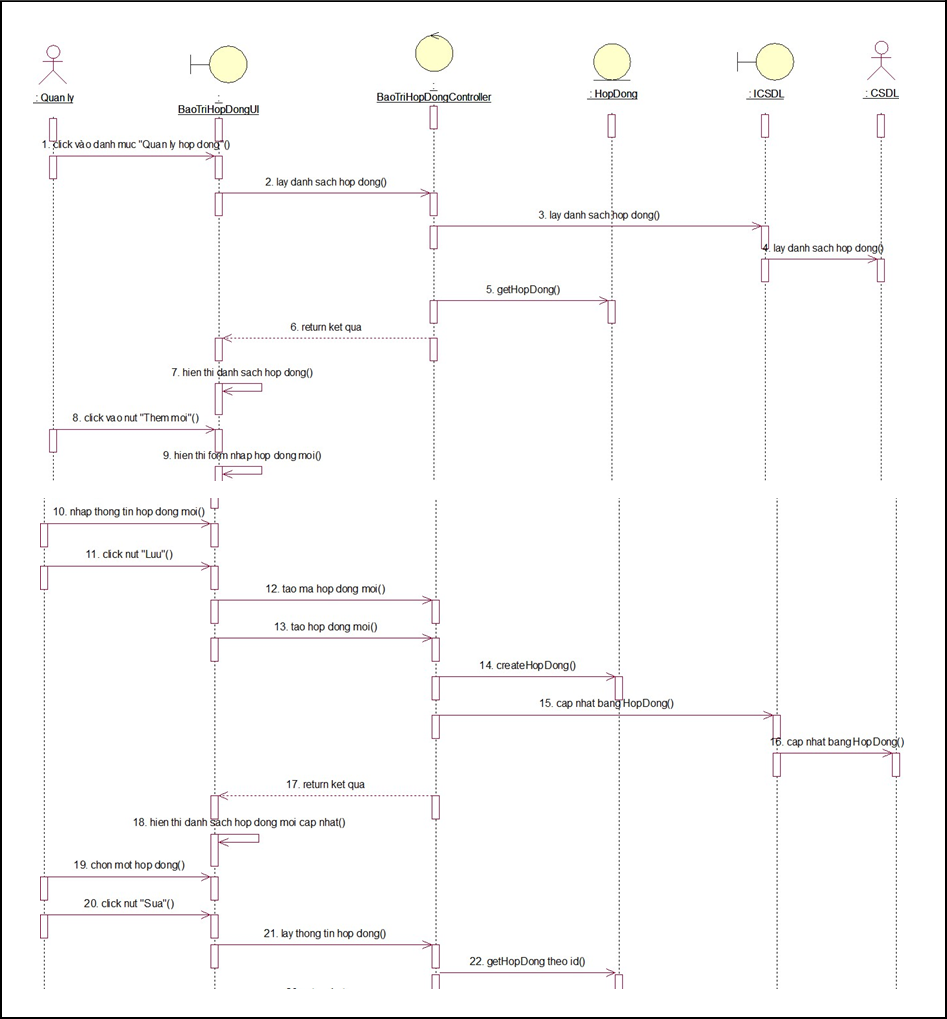 : Quan ly
:
BaoTriHopDongUI
:
BaoTriHopDongController
: HopDong
: ICSDL
: CSDL
1. click vào danh muc "Quan ly hop dong"()
2. lay danh sach hop dong()
3. lay danh sach hop dong()
4. lay danh sach hop dong()
5. getHopDong()
6. return ket qua
7. hien thi danh sach hop dong()
8. click vao nut "Them moi"()
9. hien thi form nhap hop dong moi()
10. nhap thong tin hop dong moi()
11. click nut "Luu"()
12. tao ma hop dong moi()
13. tao hop dong moi()
14. createHopDong()
15. cap nhat bang HopDong()
16. cap nhat bang HopDong()
17. return ket qua
18. hien thi danh sach hop dong moi cap nhat()
19. chon mot hop dong()
20. click nut "Sua"()
21. lay thong tin hop dong()
22. getHopDong theo id()